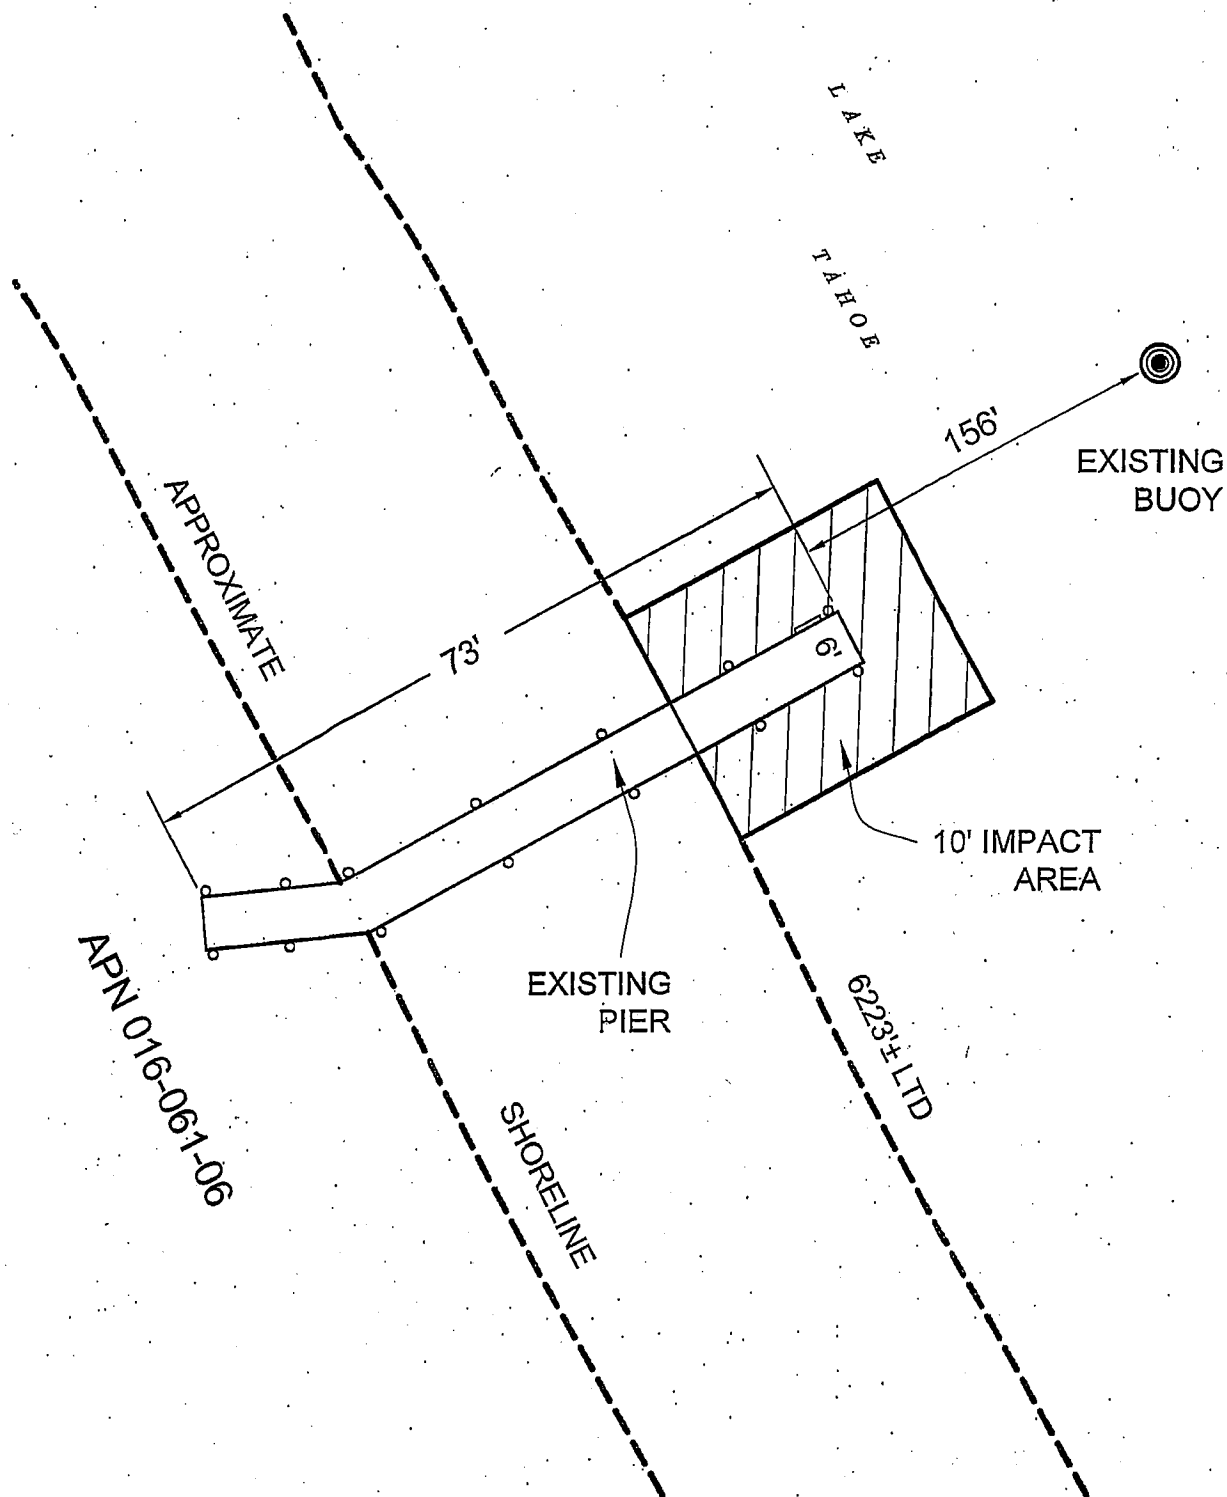 LAKE
TAHOE
156'
EXISTING
BUOY
APPROXIMATE
73'
6'
10' IMPACT
AREA
EXISTING
PIER
APN 016-061-06
6223'± LTD
SHORELINE